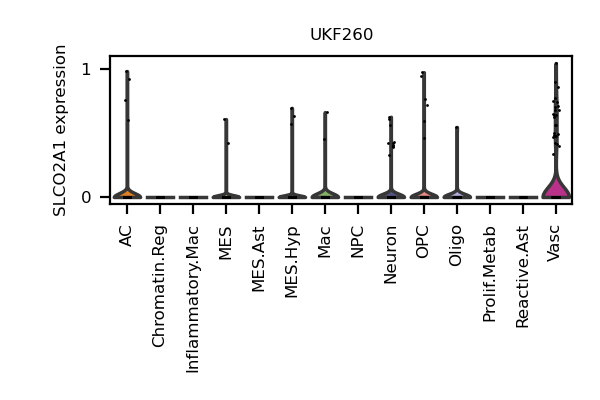 UKF260
SLCO2A1 expression
1
0
AC
Chromatin.Reg
Inflammatory.Mac
MES
MES.Ast
MES.Hyp
Mac
NPC
Neuron
OPC
Oligo
Prolif.Metab
Reactive.Ast
Vasc